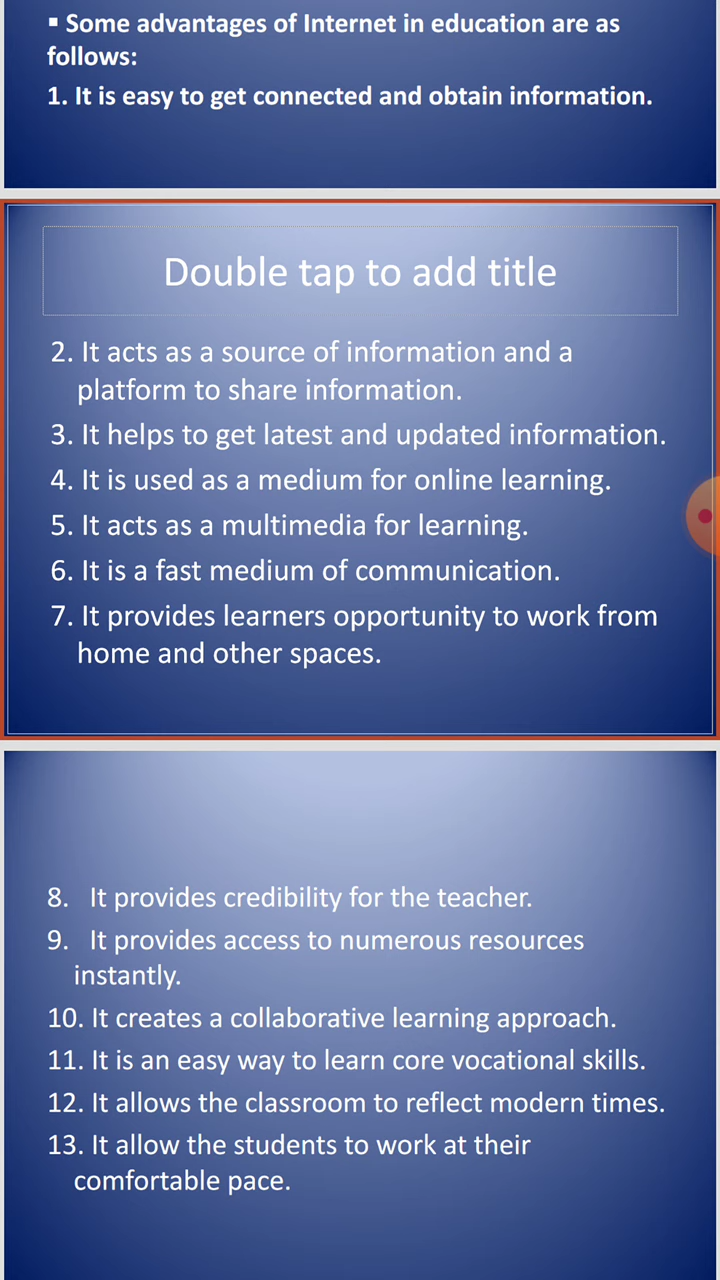 ▪ Some advantages of Internet in education are as
follows:
1. It is easy to get connected and obtain information.
Double tap to add title
2. It acts as a source of information and a
platform to share information.
3. It helps to get latest and updated information.
4. It is used as a medium for online learning.
5. It acts as a multimedia for learning.
6. It is a fast medium of communication.
7. It provides learners opportunity to work from
home and other spaces.
8. It provides credibility for the teacher.
9. It provides access to numerous resources
instantly.
10. It creates a collaborative learning approach.
11. It is an easy way to learn core vocational skills.
12. It allows the classroom to reflect modern times.
13. It allow the students to work at their
comfortable pace.